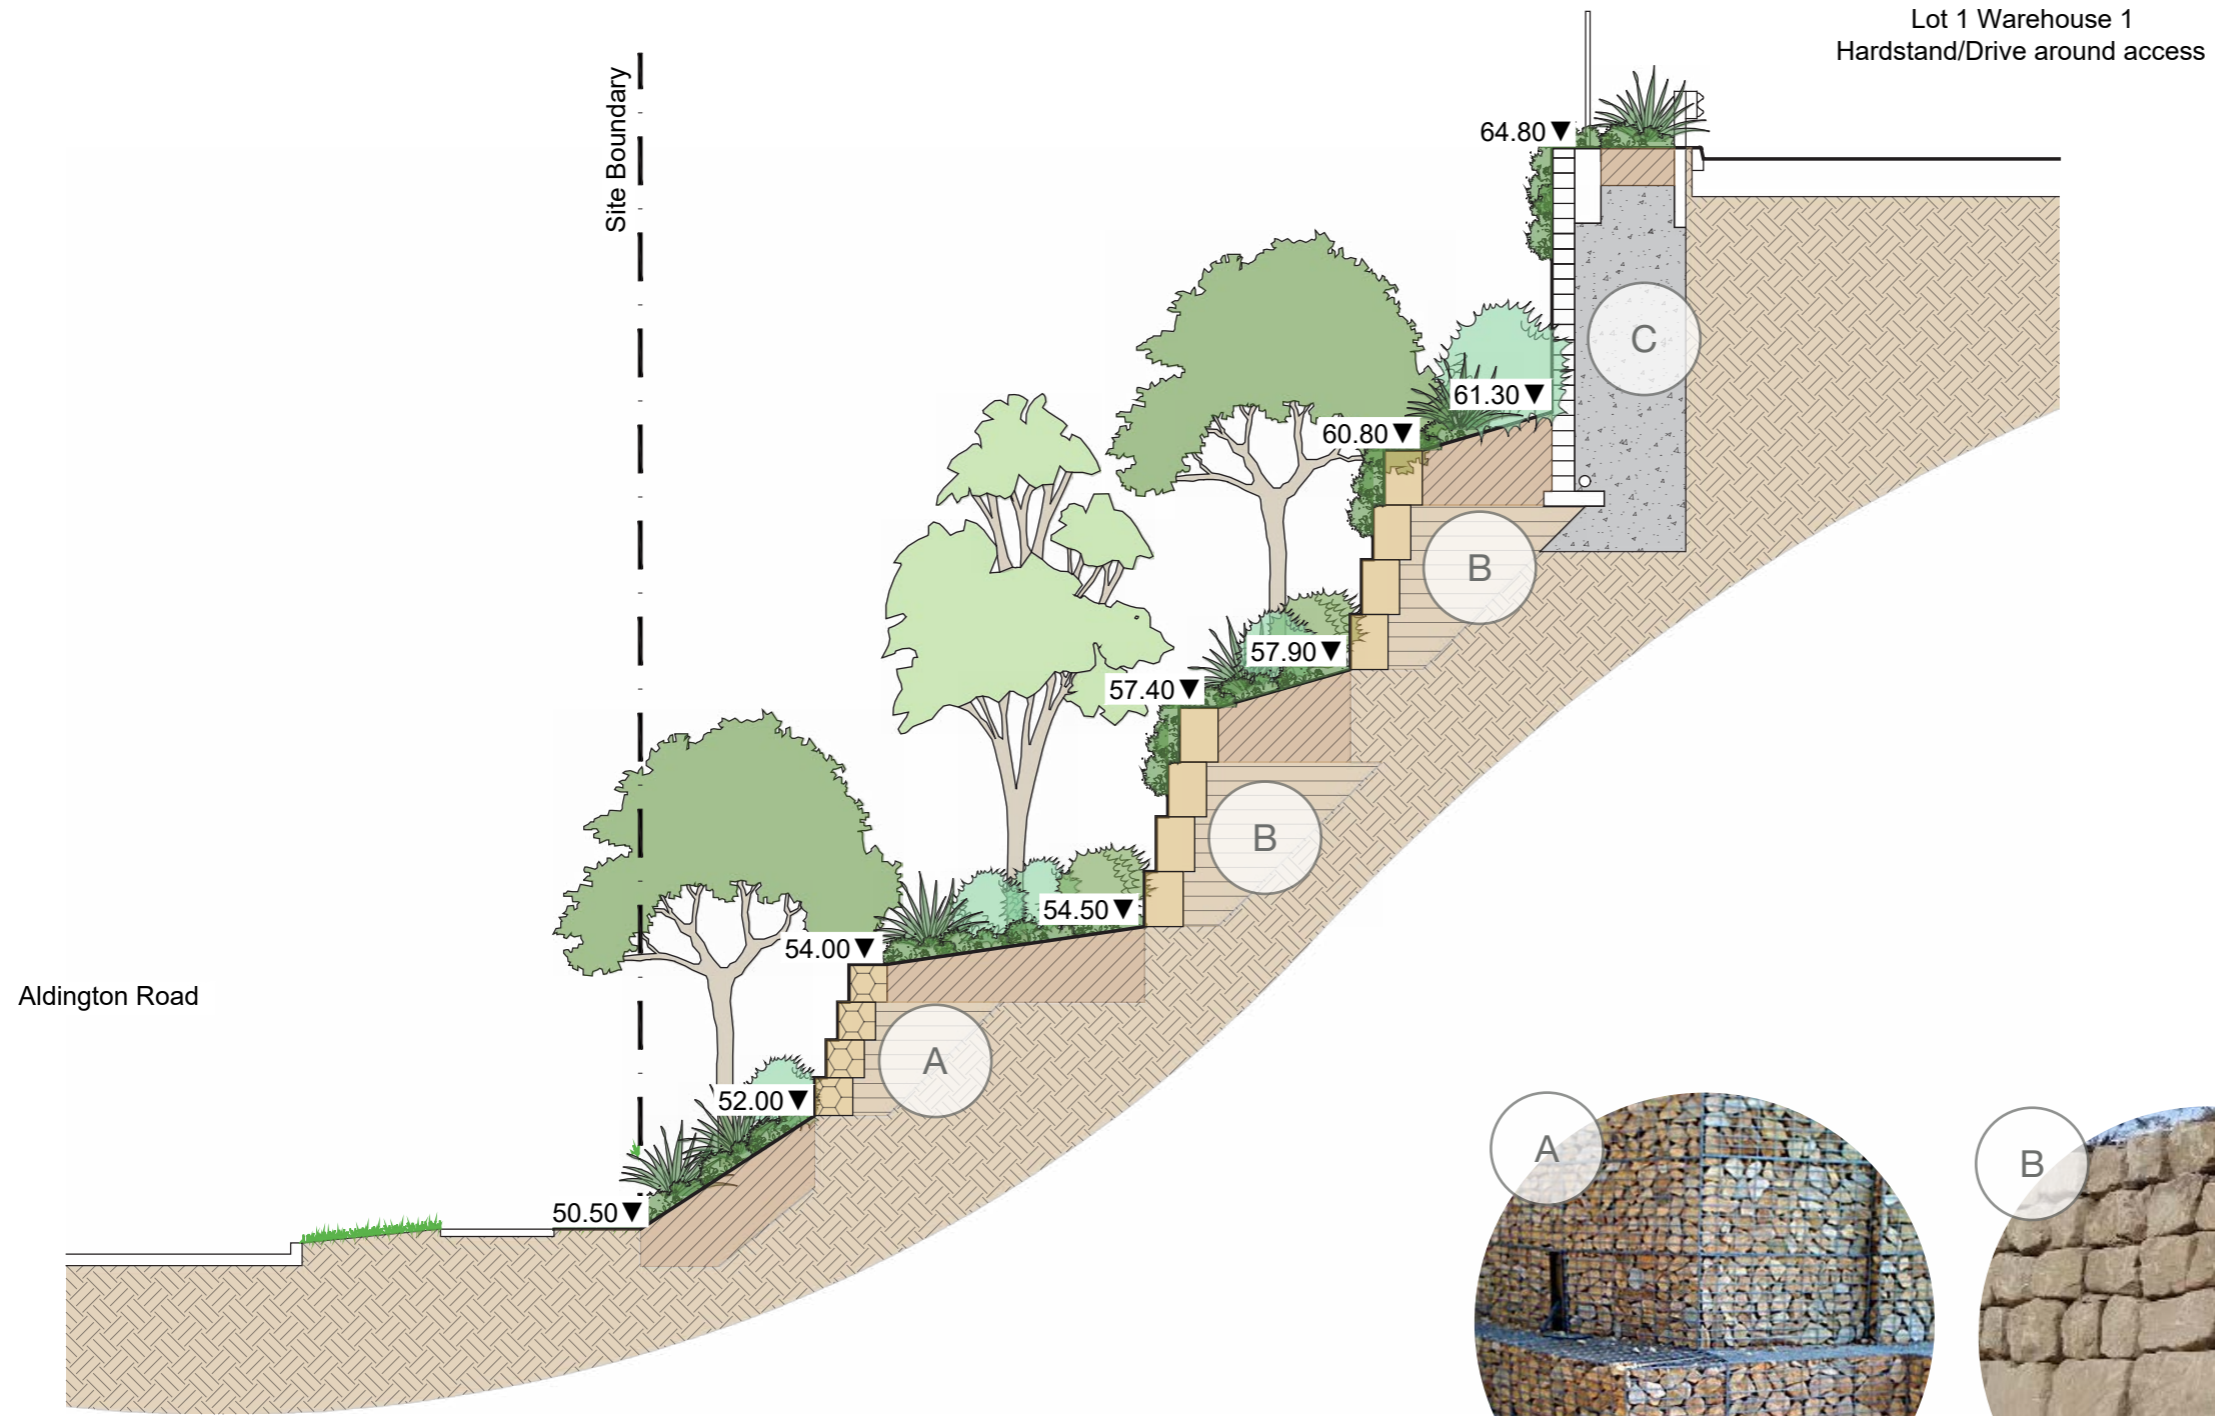 Lot 1 Warehouse 1
Hardstand/Drive around access
Site Boundary
64.80
C
61.30
60.80
B
57.90
57.40
B
54.50
54.00
Aldington Road
A
52.00
50.50
A
B